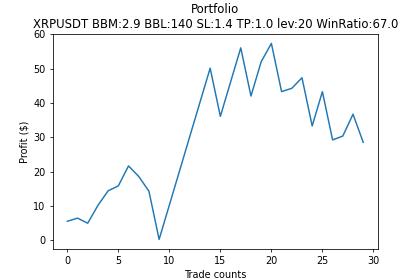 Portfolio
XRPUSDT BBM:2.9 BBL:140 SL:1.4 TP:1.0 lev:20 WinRatio:67.0
60
50
40
30
20
10
0
Profit ($)
0 5 10 15 20 25 30
Trade counts